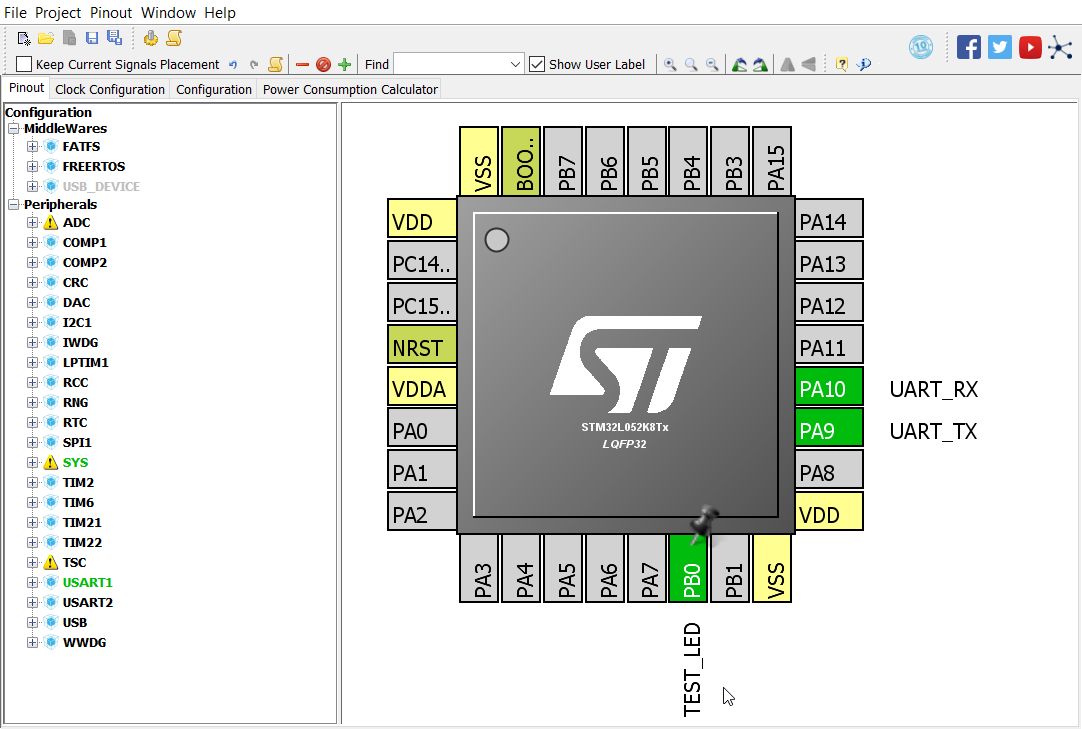 File Project Pinout Window Help
Keep Current Signals Placement Find Show User Label
Pinout Clock Configuration Configuration Power Consumption Calculator
Configuration
MiddleWares
FATFS
FREERTOS
USB_DEVICE
Peripherals
ADC
COMP1
COMP2
CRC
DAC
I2C1
IWDG
LPTIM1
RCC
RNG
RTC
SPI1
SYS
TIM2
TIM6
TIM21
TIM22
TSC
USART1
USART2
USB
WWDG
VSS
BOO..
PB7
PB6
PB5
PB4
PB3
PA15
VDD
PC14..
PC15..
NRST
VDDA
PA0
PA1
PA2
ST
STM32L052K8Tx
LQFP32
PA14
PA13
PA12
PA11
PA10 UART_RX
PA9 UART_TX
PA8
VDD
PA3
PA4
PA5
PA6
PA7
PB0
PB1
VSS
TEST_LED